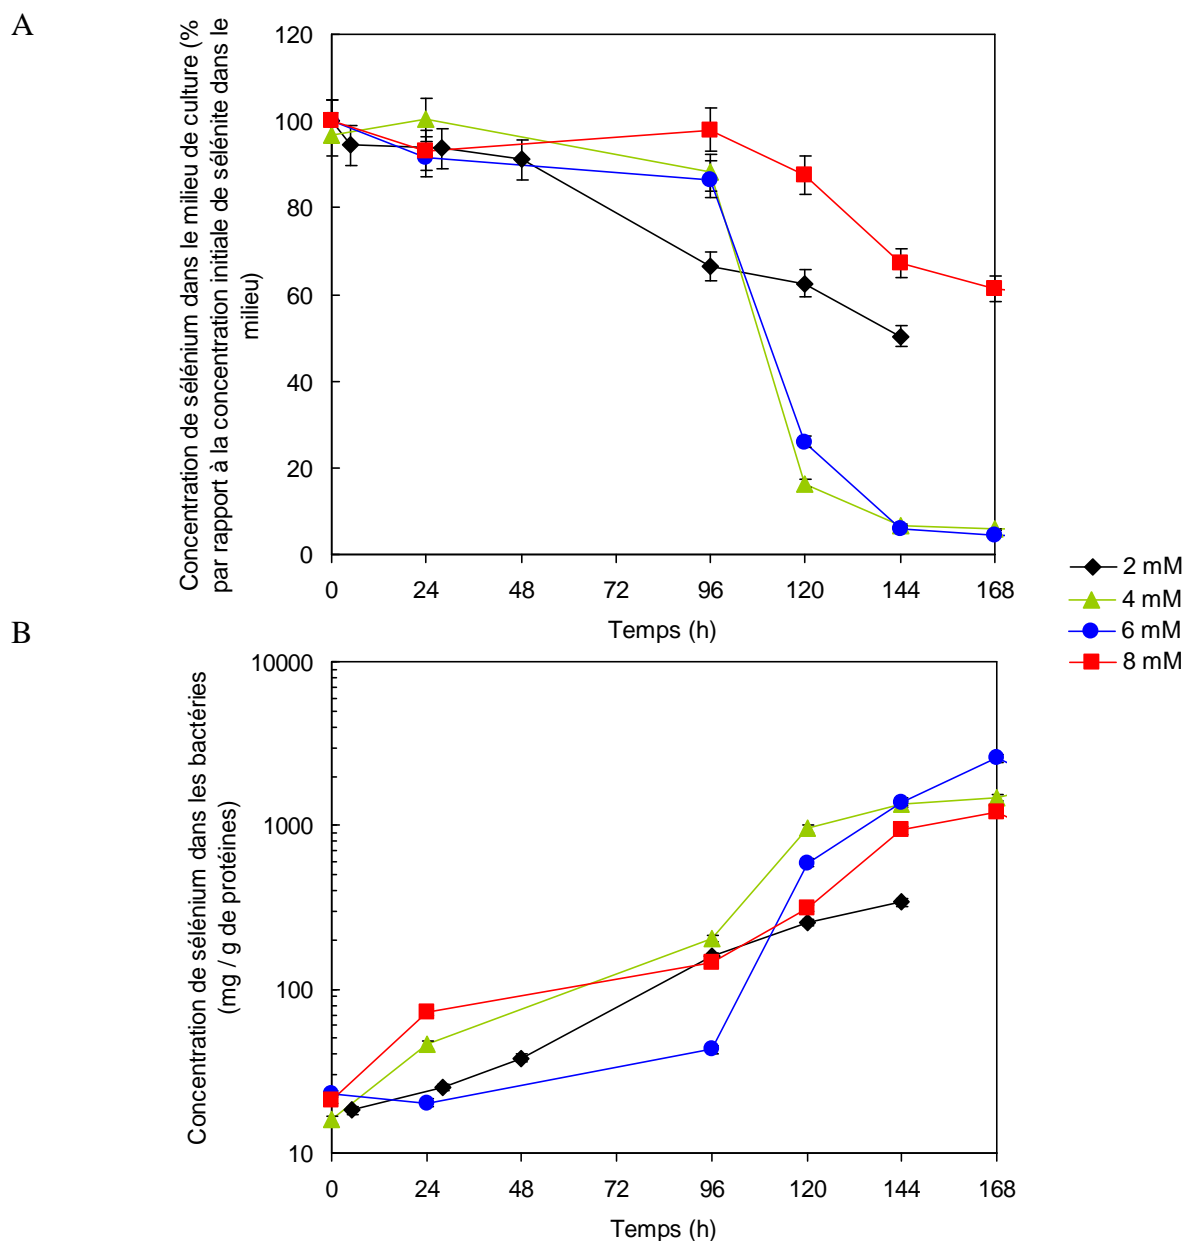 A
Concentration de sélénium dans le milieu de culture (%
par rapport à la concentration initiale de sélénite dans le
milieu)
120
100
80
60
40
20
0
0 24 48 72 96 120 144 168
Temps (h)
2 mM
4 mM
6 mM
8 mM
B
Concentration de sélénium dans les bactéries
(mg / g de protéines)
10000
1000
100
10
0 24 48 72 96 120 144 168
Temps (h)